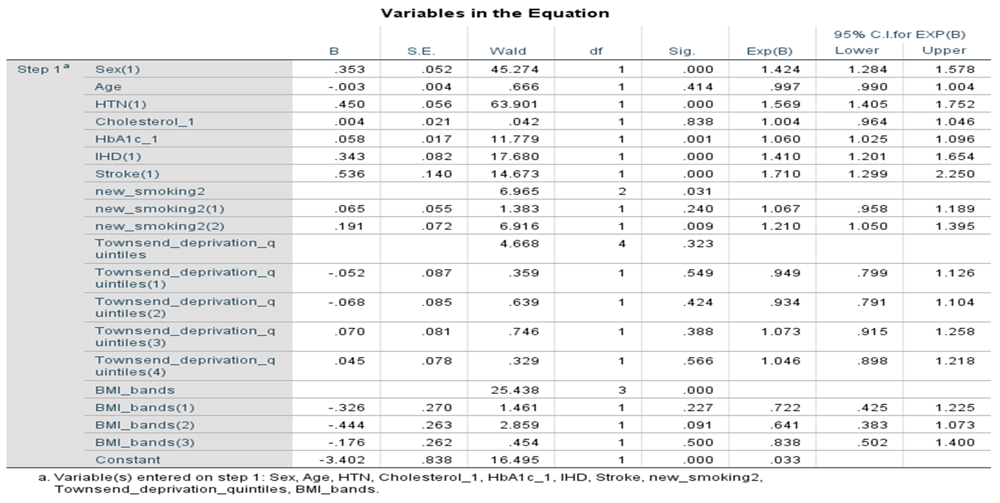 Variables in the Equation
95% C.I.for EXP(B)
B S.E. Wald df Sig. Exp(B) Lower Upper
Step 1a Sex(1) .353 .052 45.274 1 .000 1.424 1.284 1.578
Age -.003 .004 .666 1 .414 .997 .990 1.004
HTN(1) .450 .056 63.901 1 .000 1.569 1.405 1.752
Cholesterol_1 .004 .021 .042 1 .838 1.004 .964 1.046
HbA1c_1 .058 .017 11.779 1 .001 1.060 1.025 1.096
IHD(1) .343 .082 17.680 1 .000 1.410 1.201 1.654
Stroke(1) .536 .140 14.673 1 .000 1.710 1.299 2.250
new_smoking2 6.965 2 .031
new_smoking2(1) .065 .055 1.383 1 .240 1.067 .958 1.189
new_smoking2(2) .191 .072 6.916 1 .009 1.210 1.050 1.395
Townsend_deprivation_q 4.668 4 .323
uintiles
Townsend_deprivation_q -.052 .087 .359 1 .549 .949 .799 1.126
uintiles(1)
Townsend_deprivation_q -.068 .085 .639 1 .424 .934 .791 1.104
uintiles(2)
Townsend_deprivation_q .070 .081 .746 1 .388 1.073 .915 1.258
uintiles(3)
Townsend_deprivation_q .045 .078 .329 1 .566 1.046 .898 1.218
uintiles(4)
BMI_bands 25.438 3 .000
BMI_bands(1) -.326 .270 1.461 1 .227 .722 .425 1.225
BMI_bands(2) -.444 .263 2.859 1 .091 .641 .383 1.073
BMI_bands(3) -.176 .262 .454 1 .500 .838 .502 1.400
Constant -3.402 .838 16.495 1 .000 .033
a. Variable(s) entered on step 1: Sex, Age, HTN, Cholesterol_1, HbA1c_1, IHD, Stroke, new_smoking2,
Townsend_deprivation_quintiles, BMI_bands.